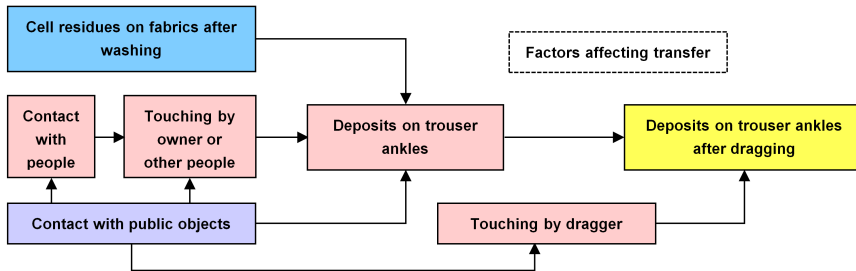 Cell residues on fabrics after
washing
Factors affecting transfer
Contact
with
people
Touching by
owner or
other people
Deposits on trouser
ankles
Deposits on trouser ankles
after dragging
Contact with public objects
Touching by dragger